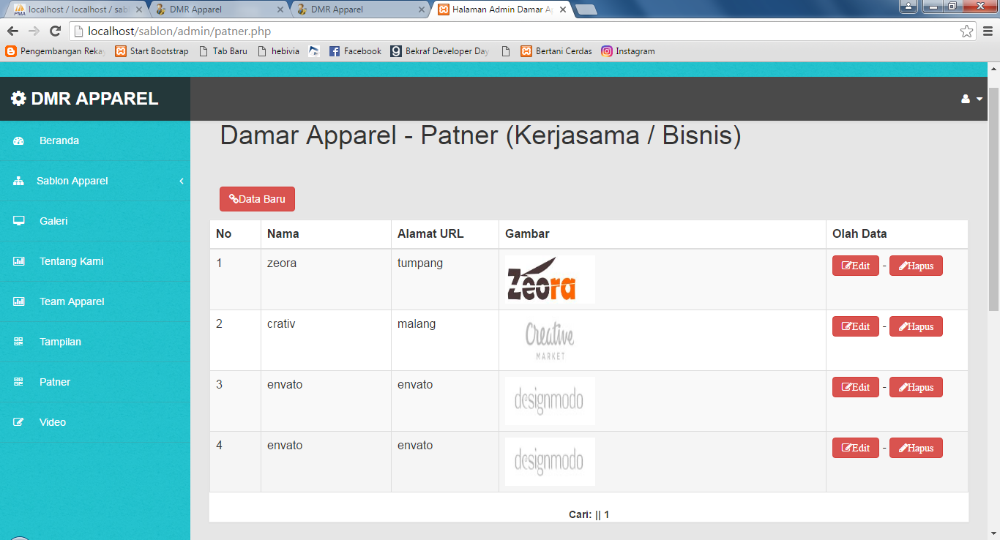 localhost / localhost / sabl
DMR Apparel
DMR Apparel
Halaman Admin Damar A
localhost/sablon/admin/patner.php
Pengembangan Reka
Start Bootstrap
Tab Baru
hebivia
Facebook
Bekraf Developer Day
Bertani Cerdas
Instagram
DMR APPAREL
Beranda
Sablon Apparel
Galeri
Tentang Kami
Team Apparel
Tampilan
Patner
Video
Damar Apparel - Patner (Kerjasama / Bisnis)
Data Baru
No Nama Alamat URL Gambar Olah Data
1 zeora tumpang Zeora Edit - Hapus
2 crativ malang Creative MARKET Edit - Hapus
3 envato envato designmodo Edit - Hapus
4 envato envato designmodo Edit - Hapus
Cari: || 1